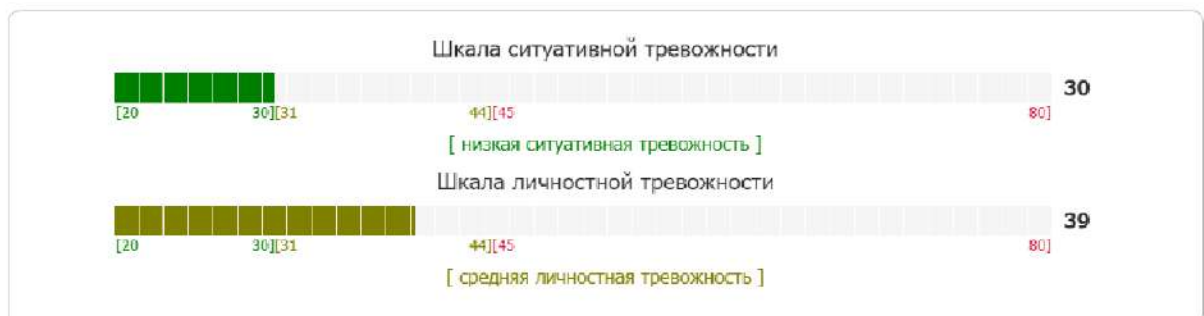 Шкала ситуативной тревожности
30
[20 30][31 44][45 80]
[ низкая ситуативная тревожность ]
Шкала личностной тревожности
39
[20 30][31 44][45 80]
[ средняя личностная тревожность ]